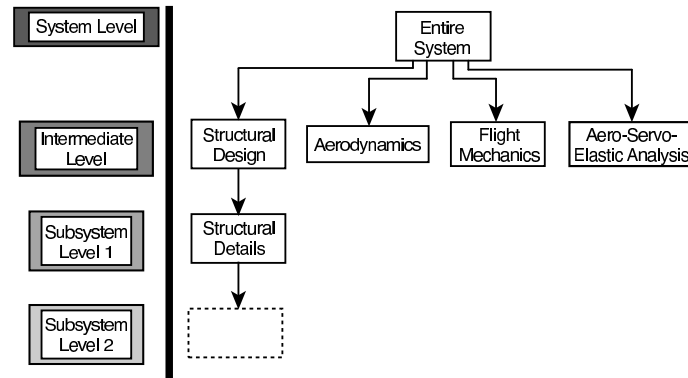 System Level
Entire
System
Intermediate
Level
Structural
Design
Aerodynamics
Flight
Mechanics
Aero-Servo-
Elastic Analysis
Subsystem
Level 1
Structural
Details
Subsystem
Level 2